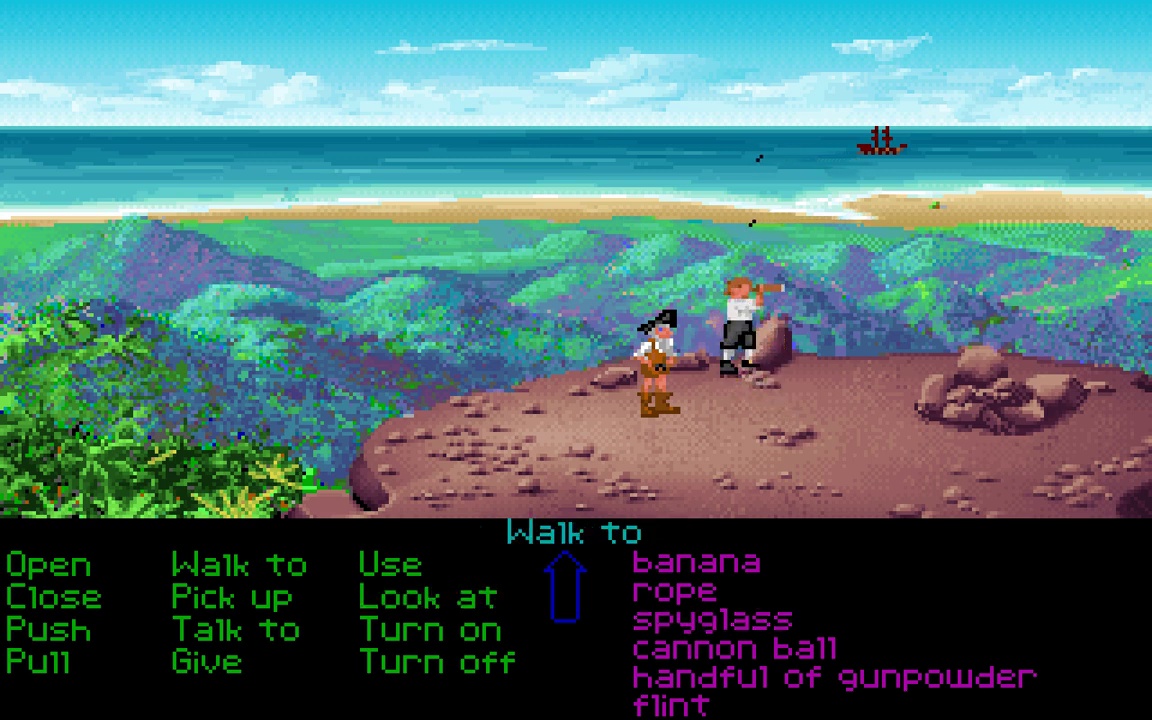 Walk to
Open Walk to Use
Close Pick up Look at
Push Talk to Turn on
Pull Give Turn off
banana
rope
spyglass
cannon ball
handful of gunpowder
flint